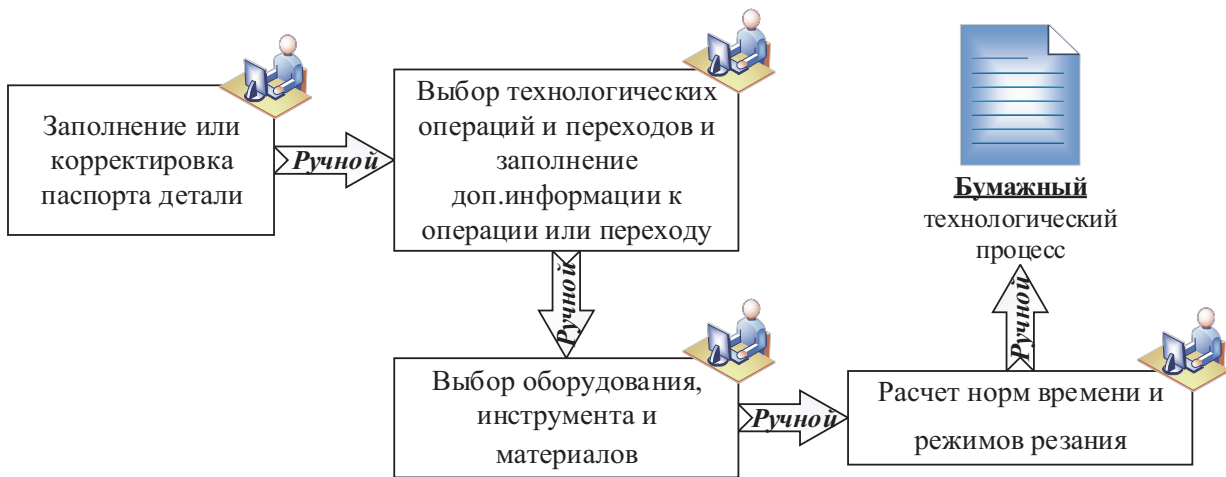 Заполнение или
корректировка
паспорта детали
Ручной
Выбор технологических
операций и переходов и
заполнение
доп.информации к
операции или переходу
Ручной
Выбор оборудования,
инструмента и
материалов
Ручной
Расчет норм времени и
режимов резания
Ручной
Бумажный
технологический
процесс